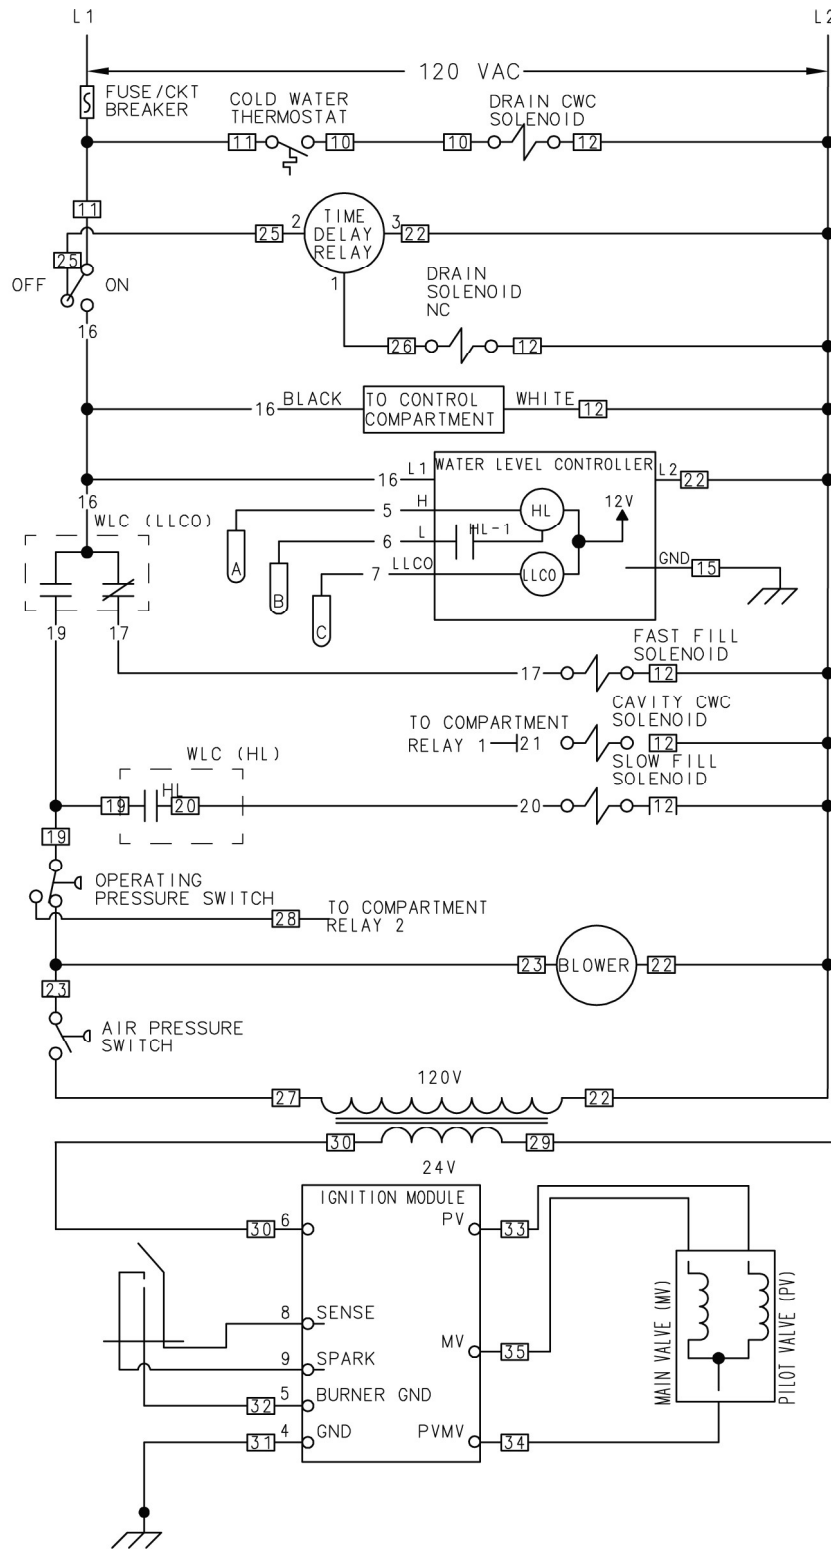 L1
L2
120 VAC
FUSE/CKT
BREAKER
COLD WATER
THERMOSTAT
DRAIN CWC
SOLENOID
11
10
10
12
11
25
2
TIME
DELAY
RELAY
3
22
1
25
OFF
ON
16
DRAIN
SOLENOID
NC
26
12
16
BLACK
TO CONTROL
COMPARTMENT
WHITE
12
16
L1
WATER LEVEL CONTROLLER
L2
22
16
WLC (LLCO)
5
H
HL
12V
6
L
HL-1
7
LLCO
LLCO
GND
15
A
B
C
19
17
FAST FILL
SOLENOID
17
12
CAVITY CWC
SOLENOID
TO COMPARTMENT
RELAY 1
21
12
WLC (HL)
SLOW FILL
SOLENOID
19
HL
20
20
12
19
OPERATING
PRESSURE SWITCH
28
TO COMPARTMENT
RELAY 2
23
BLOWER
22
23
AIR PRESSURE
SWITCH
120V
27
22
30
29
24V
IGNITION MODULE
30
6
PV
33
8
SENSE
MV
35
9
SPARK
32
5
BURNER GND
31
4
GND
PVMV
34
MAIN VALVE (MV)
PILOT VALVE (PV)